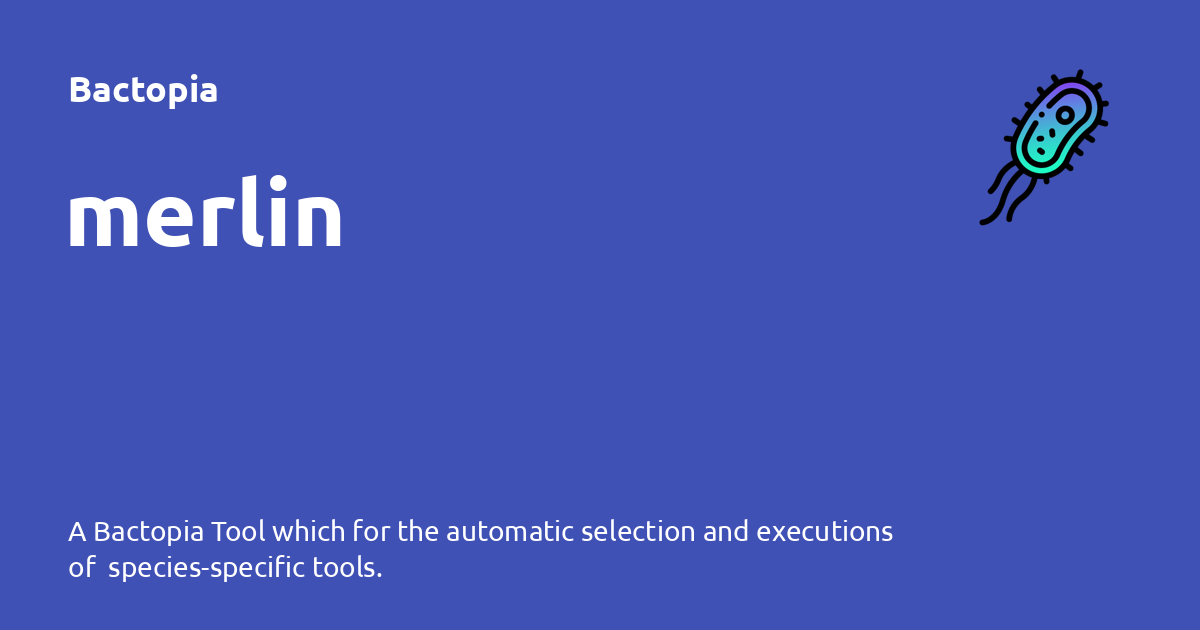 Bactopia
merlin
A Bactopia Tool which for the automatic selection and executions
of  species-specific tools.